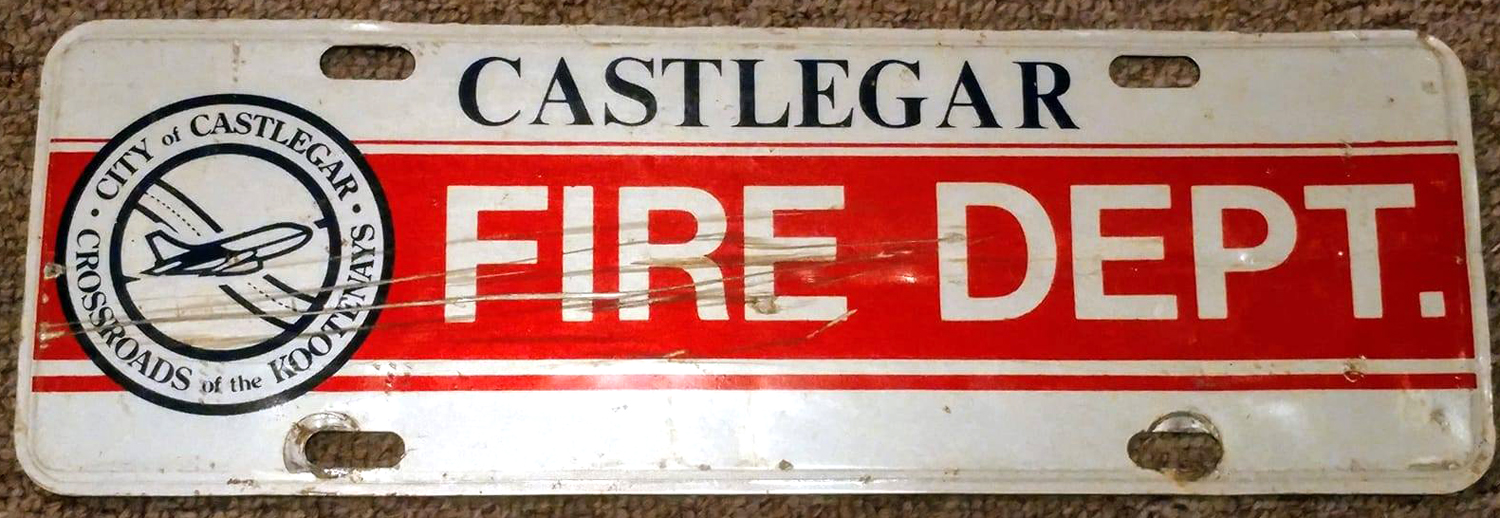 CASTLEGAR
FIRE DEPT.
• CITY of CASTLEGAR •
CROSSROADS of the KOOTENAYS